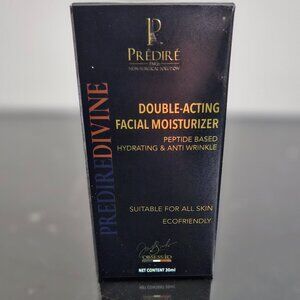 PRÉDIRÉ
PARIS
NON-SURGICAL SOLUTION
PREDIREDIVINE
DOUBLE-ACTING
FACIAL MOISTURIZER
PEPTIDE BASED
HYDRATING & ANTI WRINKLE
SUITABLE FOR ALL SKIN
ECOFRIENDLY
OBSESSED
NET CONTENT 30ml